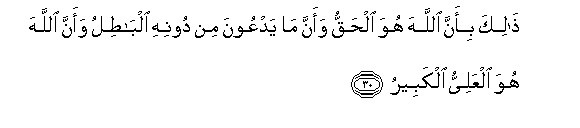 ذَٰلِكَ بِأَنَّ ٱللَّهَ هُوَ ٱلْحَقُّ وَأَنَّ مَا يَدْعُونَ مِن دُونِهِ ٱلْبَٰطِلُ وَأَنَّ ٱللَّهَ
هُوَ ٱلْعَلِىُّ ٱلْكَبِيرُ ٣٠